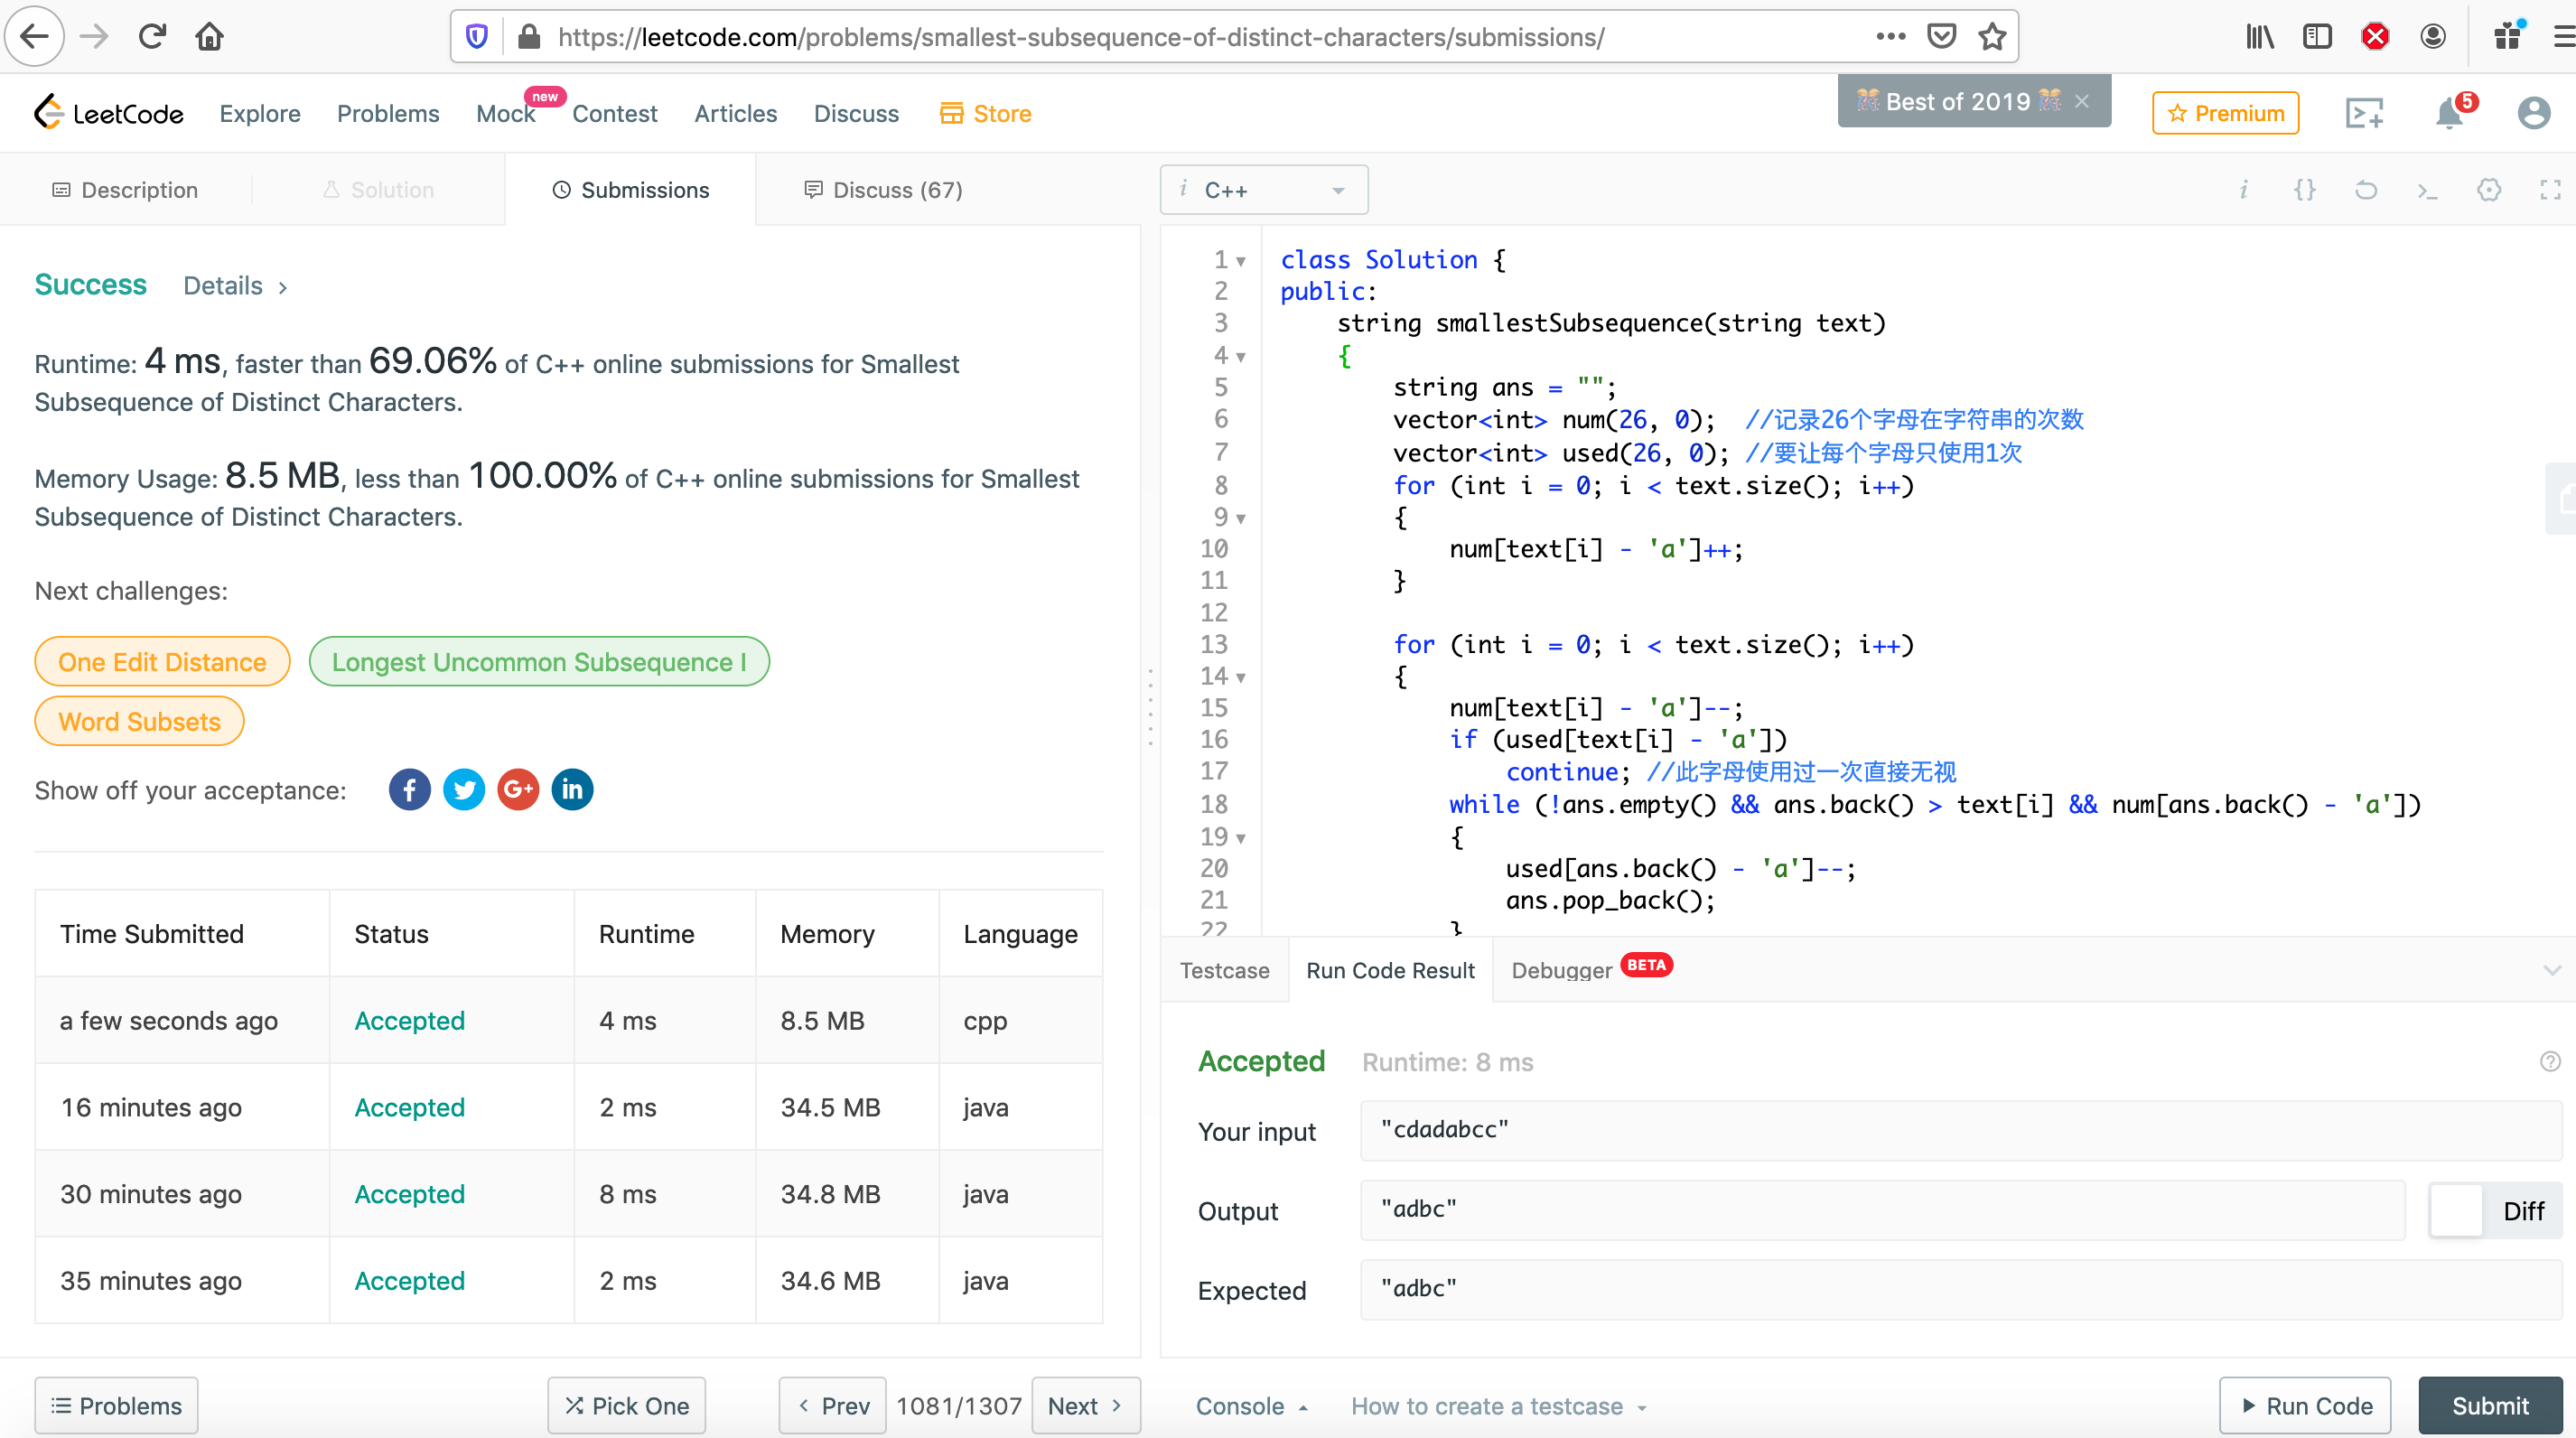 https://leetcode.com/problems/smallest-subsequence-of-distinct-characters/submissions/
LeetCode Explore Problems Mock new Contest Articles Discuss Store Best of 2019 Premium 5
Description Solution Submissions Discuss (67)
Success Details
Runtime: 4 ms, faster than 69.06% of C++ online submissions for Smallest
Subsequence of Distinct Characters.
Memory Usage: 8.5 MB, less than 100.00% of C++ online submissions for Smallest
Subsequence of Distinct Characters.
Next challenges:
One Edit Distance Longest Uncommon Subsequence I
Word Subsets
Show off your acceptance: f G+ in
Time Submitted Status Runtime Memory Language
a few seconds ago Accepted 4 ms 8.5 MB cpp
16 minutes ago Accepted 2 ms 34.5 MB java
30 minutes ago Accepted 8 ms 34.8 MB java
35 minutes ago Accepted 2 ms 34.6 MB java
Problems Pick One Prev 1081/1307 Next
i C++ i {} >_
1 class Solution {
2 public:
3 string smallestSubsequence(string text)
4 {
5 string ans = "";
6 vector<int> num(26, 0); //记录26个字母在字符串的次数
7 vector<int> used(26, 0); //要让每个字母只使用1次
8 for (int i = 0; i < text.size(); i++)
9 {
10 num[text[i] - 'a']++;
11 }
12
13 for (int i = 0; i < text.size(); i++)
14 {
15 num[text[i] - 'a']--;
16 if (used[text[i] - 'a'])
17 continue; //此字母使用过一次直接无视
18 while (!ans.empty() && ans.back() > text[i] && num[ans.back() - 'a'])
19 {
20 used[ans.back() - 'a']--;
21 ans.pop_back();
22 }
Testcase Run Code Result Debugger BETA
Accepted Runtime: 8 ms
Your input "cdadabcc"
Output "adbc" Diff
Expected "adbc"
Console How to create a testcase Run Code Submit